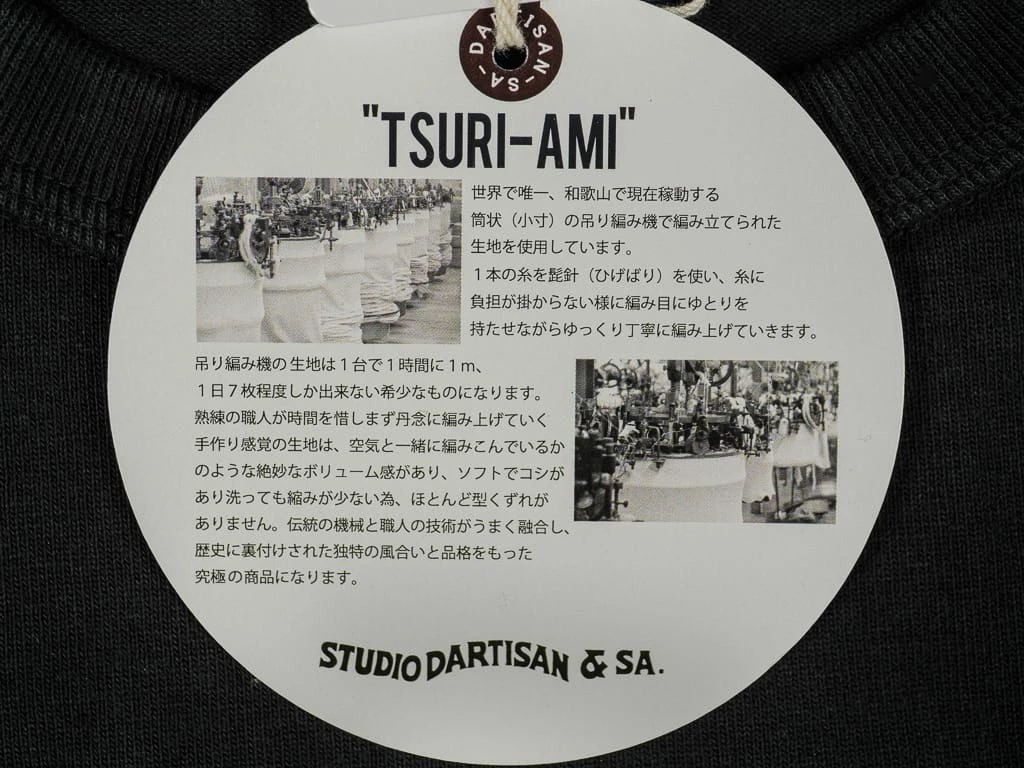 DARTISAN-SA-
"TSURI-AMI"
世界で唯一、和歌山で現在稼動する
筒状（小寸）の吊り編み機で編み立てられた
生地を使用しています。
１本の糸を髭針（ひげばり）を使い、糸に
負担が掛からない様に編み目にゆとりを
持たせながらゆっくり丁寧に編み上げていきます。
吊り編み機の生地は１台で１時間に１ｍ、
１日７枚程度しか出来ない希少なものになります。
熟練の職人が時間を惜しまず丹念に編み上げていく
手作り感覚の生地は、空気と一緒に編みこんでいるか
のような絶妙なボリューム感があり、ソフトでコシが
あり洗っても縮みが少ない為、ほとんど型くずれが
ありません。伝統の機械と職人の技術がうまく融合し、
歴史に裏付けされた独特の風合いと品格をもった
究極の商品になります。
STUDIO DARTISAN & SA.